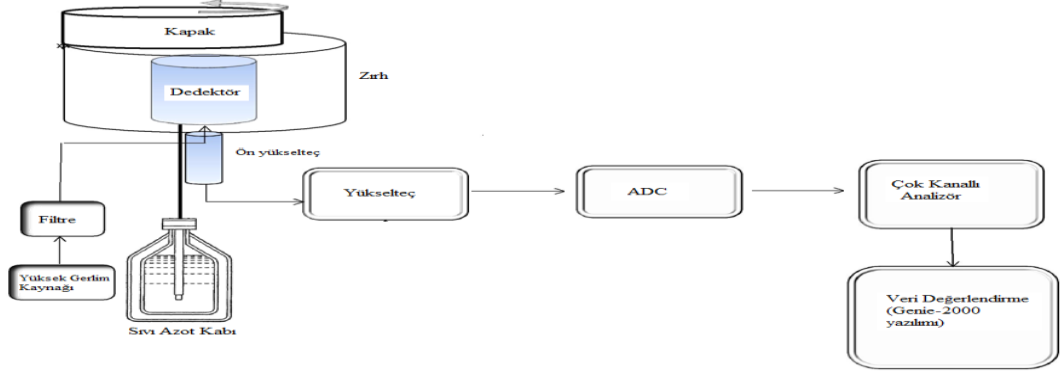 Kapak
Zırh
Dedektör
Ön yükselteç
Yükselteç
ADC
Çok Kanallı
Analizör
Filtre
Yüksek Gerlim
Kaynağı
Sıvı Azot Kabı
Veri Değerlendirme
(Genie-2000
yazılımı)